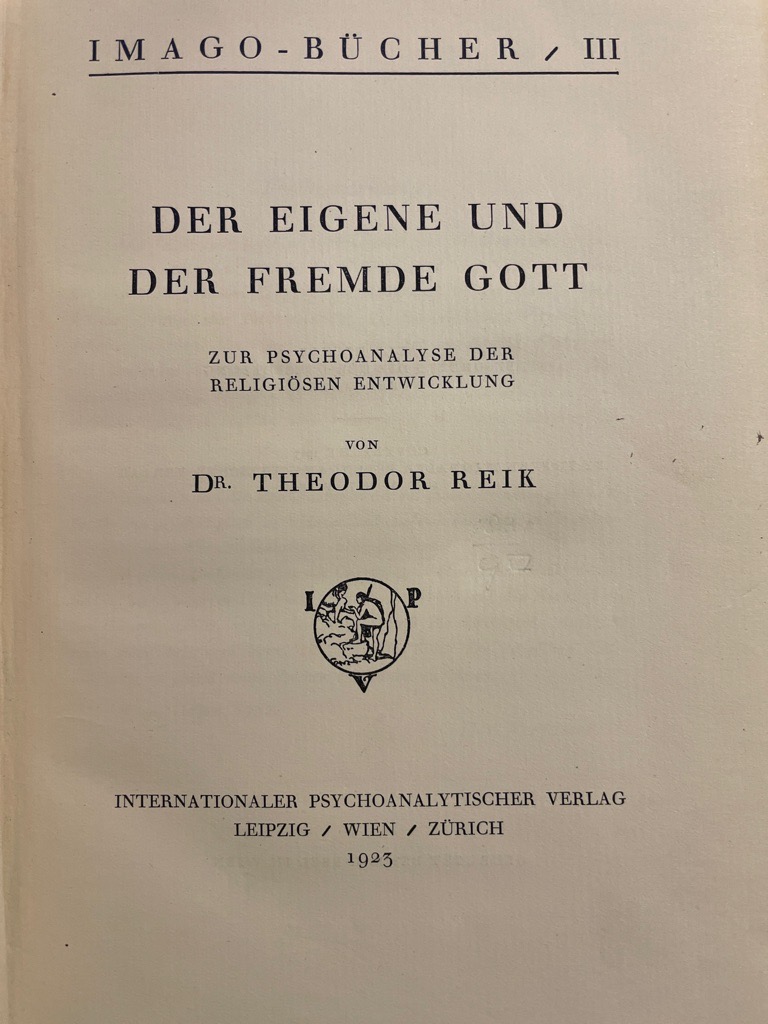 IMAGO-BÜCHER / III
DER EIGENE UND
DER FREMDE GOTT
ZUR PSYCHOANALYSE DER
RELIGIÖSEN ENTWICKLUNG
VON
DR. THEODOR REIK
I P
V
INTERNATIONALER PSYCHOANALYTISCHER VERLAG
LEIPZIG / WIEN / ZÜRICH
1923